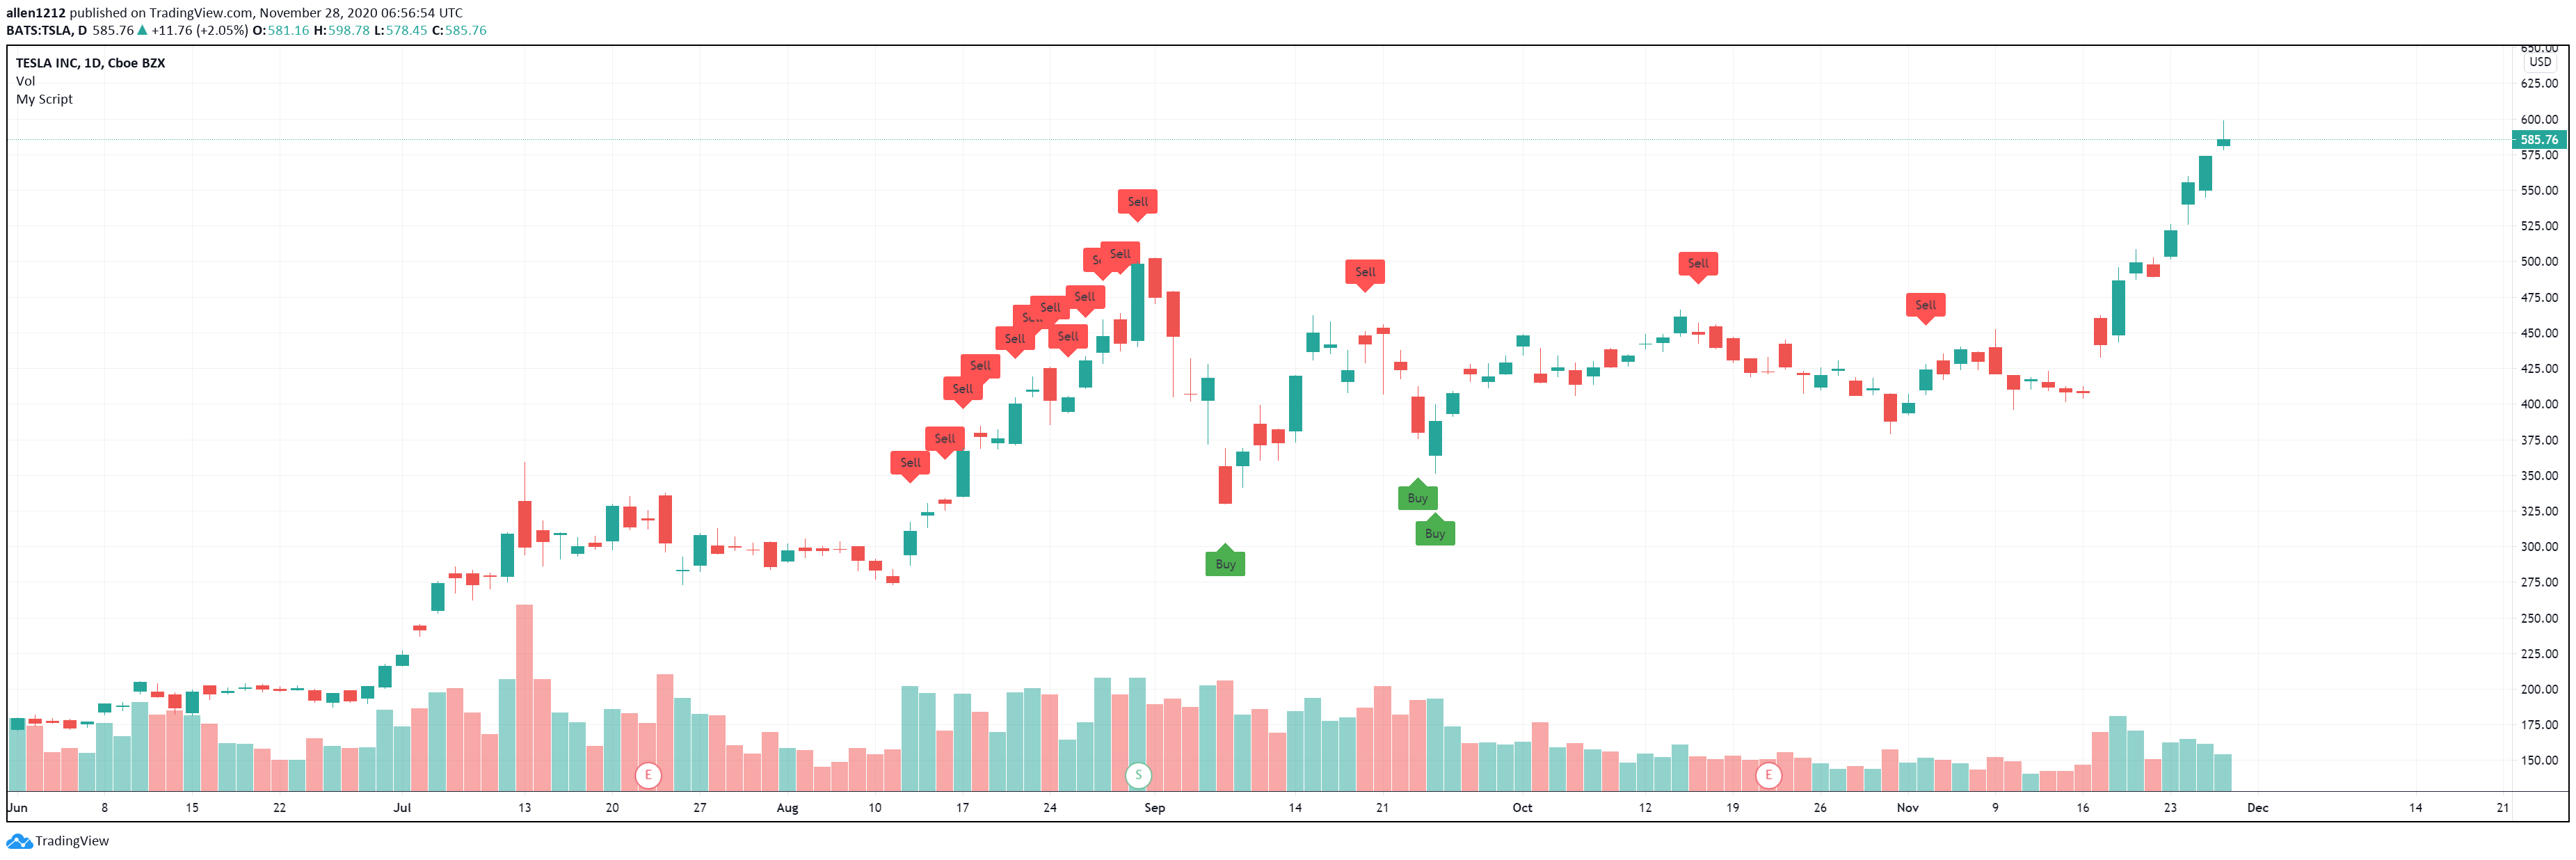 allen1212 published on TradingView.com, November 28, 2020 06:56:54 UTC
BATS:TSLA, D 585.76 ▲ +11.76 (+2.05%) O:581.16 H:598.78 L:578.45 C:585.76
TESLA INC, 1D, Cboe BZX
Vol
My Script
650.00
USD
625.00
600.00
585.76
575.00
550.00
525.00
500.00
475.00
450.00
425.00
400.00
375.00
350.00
325.00
300.00
275.00
250.00
225.00
200.00
175.00
150.00
Sell
Sell
Sell
Sell
Sell
Sell
Sell
Sell
Sell
Sell
Sell
Sell
Sell
Sell
Buy
Buy
Buy
E
S
E
Jun 8 15 22 Jul 13 20 27 Aug 10 17 24 Sep 14 21 Oct 12 19 26 Nov 9 16 23 Dec 14 21
TradingView